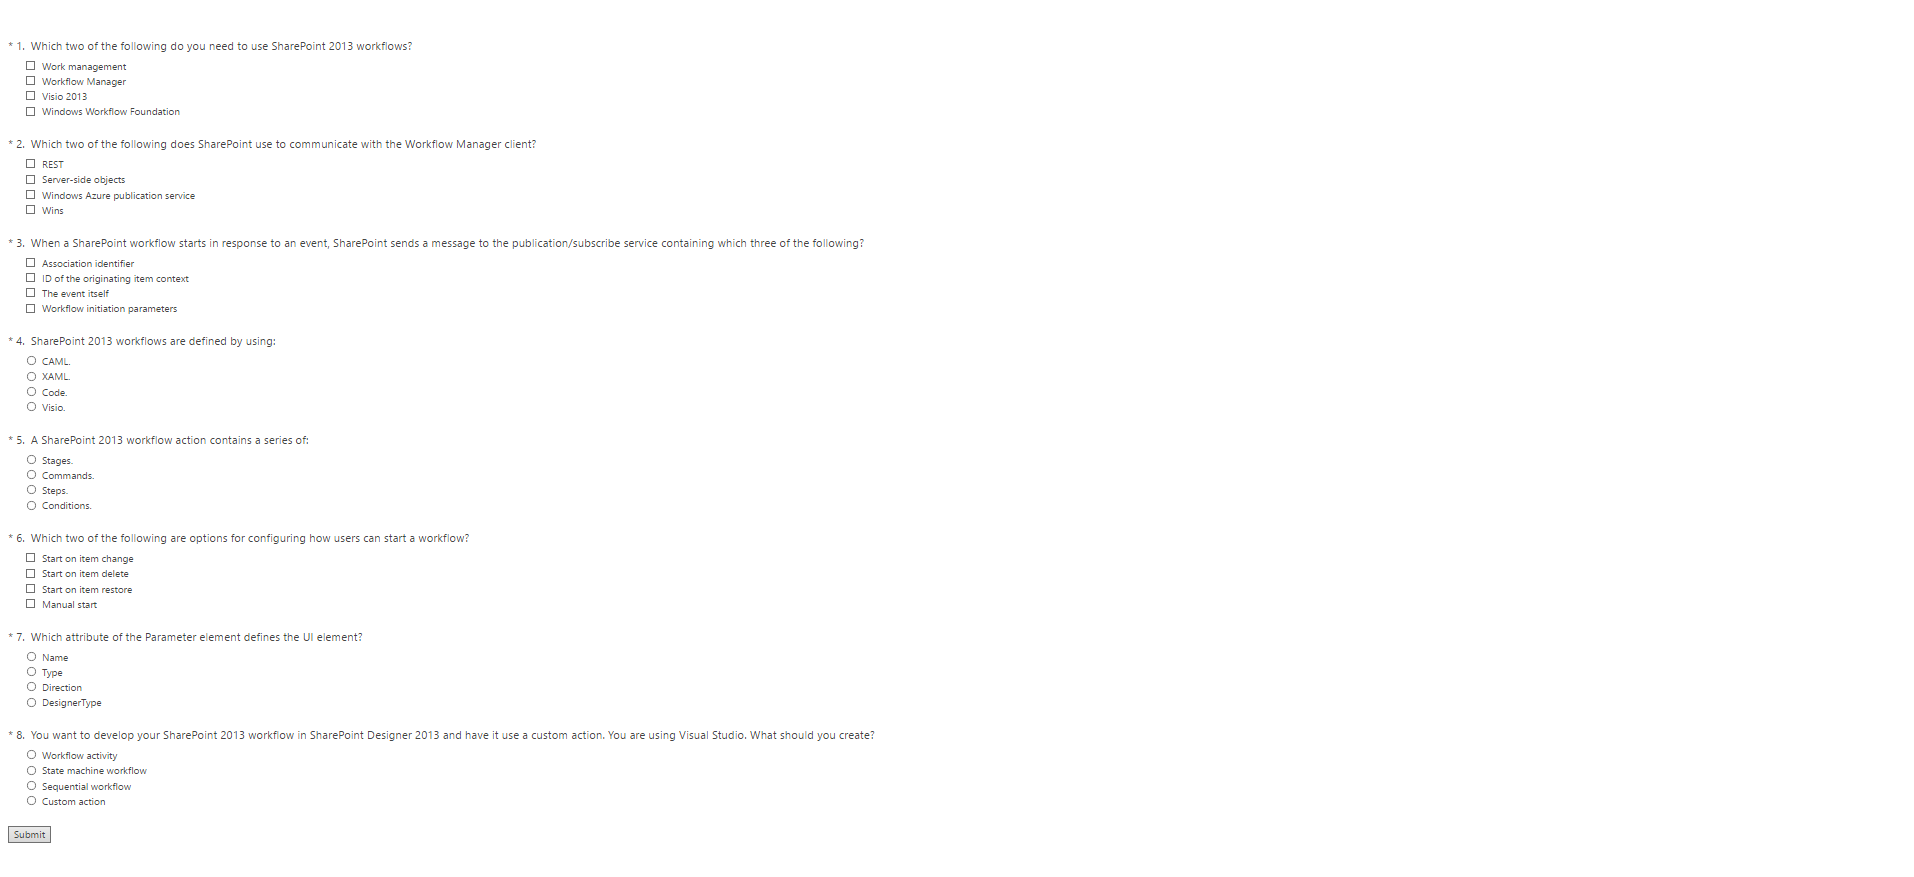 * 1. Which two of the following do you need to use SharePoint 2013 workflows?
Work management
Workflow Manager
Visio 2013
Windows Workflow Foundation
* 2. Which two of the following does SharePoint use to communicate with the Workflow Manager client?
REST
Server-side objects
Windows Azure publication service
Wins
* 3. When a SharePoint workflow starts in response to an event, SharePoint sends a message to the publication/subscribe service containing which three of the following?
Association identifier
ID of the originating item context
The event itself
Workflow initiation parameters
* 4. SharePoint 2013 workflows are defined by using:
CAML.
XAML.
Code.
Visio.
* 5. A SharePoint 2013 workflow action contains a series of:
Stages.
Commands.
Steps.
Conditions.
* 6. Which two of the following are options for configuring how users can start a workflow?
Start on item change
Start on item delete
Start on item restore
Manual start
* 7. Which attribute of the Parameter element defines the UI element?
Name
Type
Direction
DesignerType
* 8. You want to develop your SharePoint 2013 workflow in SharePoint Designer 2013 and have it use a custom action. You are using Visual Studio. What should you create?
Workflow activity
State machine workflow
Sequential workflow
Custom action
Submit